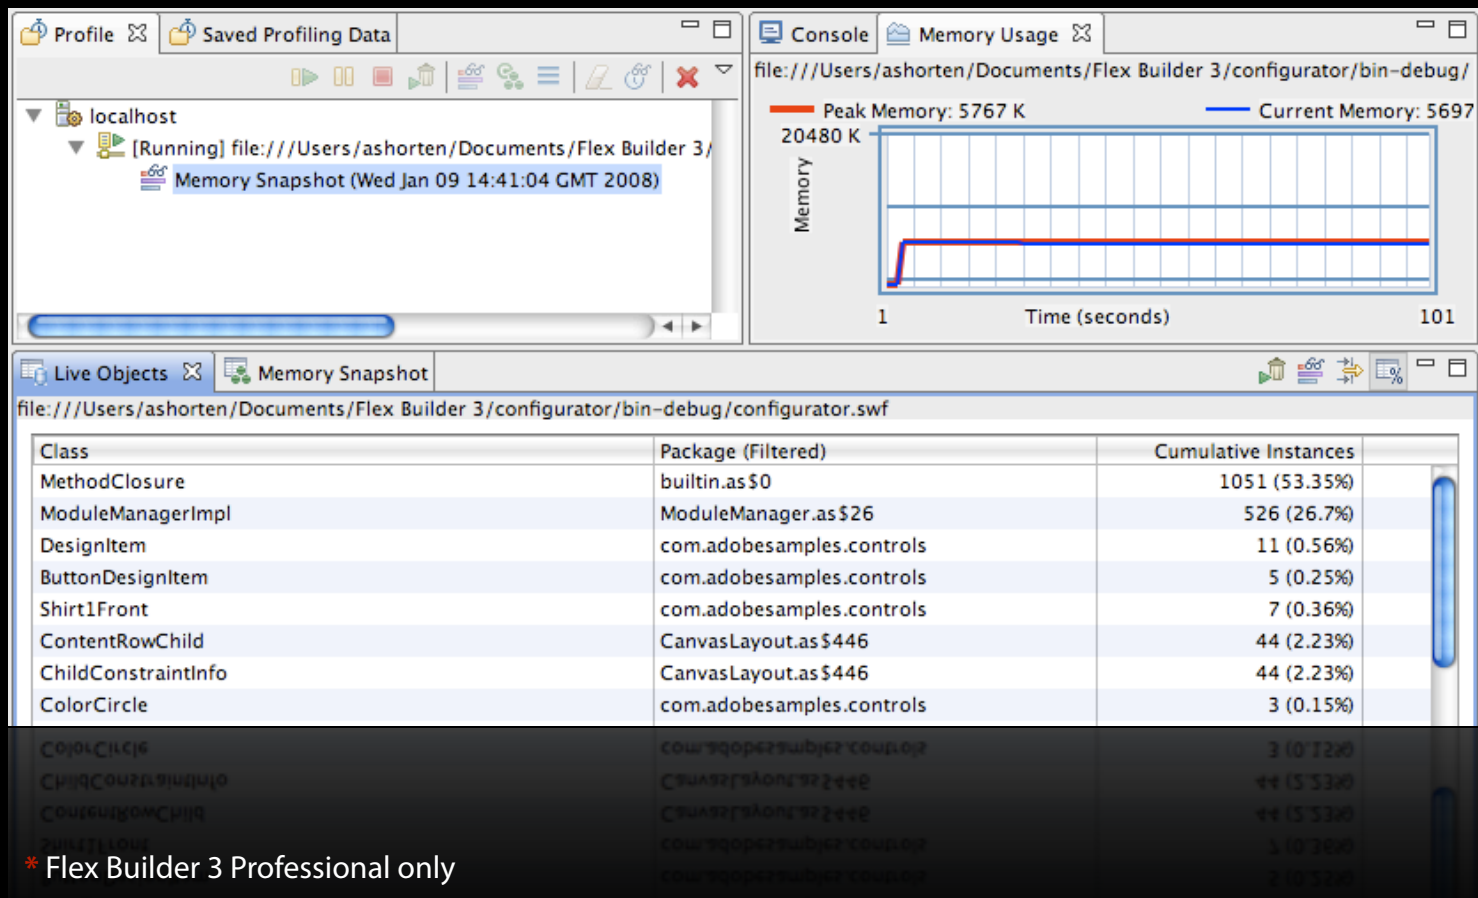 Profile
Saved Profiling Data
localhost
[Running] file:///Users/ashorten/Documents/Flex Builder 3/
Memory Snapshot (Wed Jan 09 14:41:04 GMT 2008)
Console
Memory Usage
file:///Users/ashorten/Documents/Flex Builder 3/configurator/bin-debug/
Peak Memory: 5767 K
Current Memory: 5697
20480 K
Memory
1
Time (seconds)
101
Live Objects
Memory Snapshot
file:///Users/ashorten/Documents/Flex Builder 3/configurator/bin-debug/configurator.swf
Class Package (Filtered) Cumulative Instances
MethodClosure builtin.as$0 1051 (53.35%)
ModuleManagerImpl ModuleManager.as$26 526 (26.7%)
DesignItem com.adobesamples.controls 11 (0.56%)
ButtonDesignItem com.adobesamples.controls 5 (0.25%)
Shirt1Front com.adobesamples.controls 7 (0.36%)
ContentRowChild CanvasLayout.as$446 44 (2.23%)
ChildConstraintInfo CanvasLayout.as$446 44 (2.23%)
ColorCircle com.adobesamples.controls 3 (0.15%)
* Flex Builder 3 Professional only